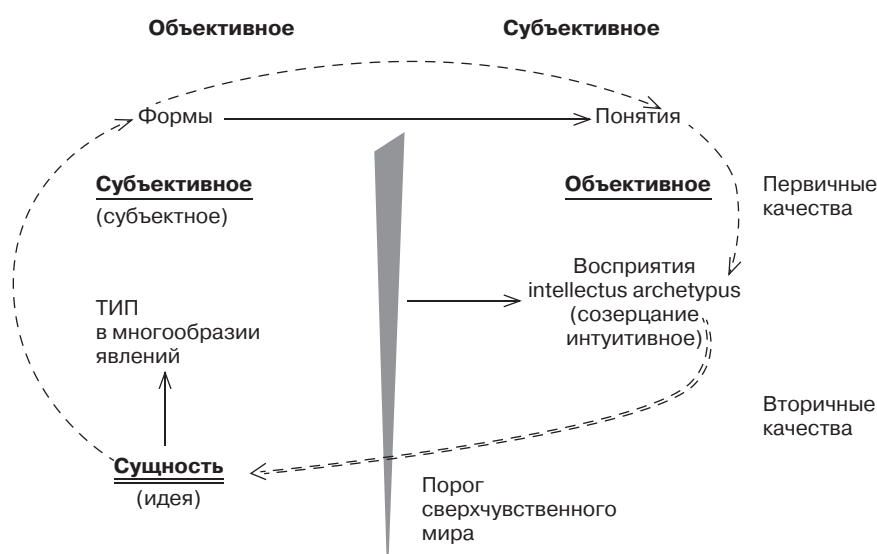 Объективное
Субъективное
Формы
Понятия
Субъективное
(субъектное)
Объективное
Первичные
качества
Восприятия
intellectus archetypus
(созерцание
интуитивное)
ТИП
в многообразии
явлений
Вторичные
качества
Сущность
(идея)
Порог
сверхчувственного
мира